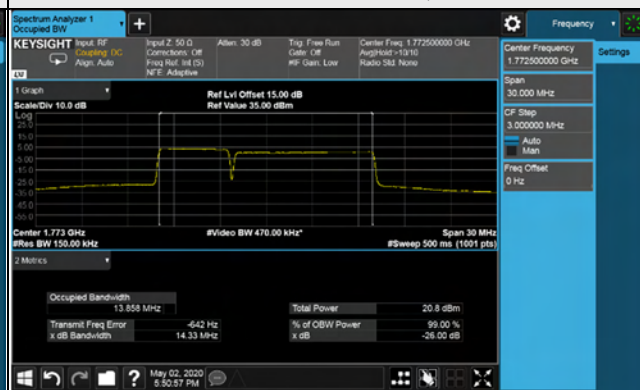 Spectrum Analyzer 1
Occupied BW
Frequency
KEYSIGHT
Input: RF
Coupling: DC
Align: Auto
Input Z: 50 Ω
Corrections: Off
Freq Ref: Int (S)
NFE: Adaptive
Atten: 30 dB
Trig: Free Run
Gate: Off
#IF Gain: Low
Center Freq: 1.772500000 GHz
Avg|Hold:>10/10
Radio Std: None
Center Frequency
1.772500000 GHz
Settings
Span
30.000 MHz
CF Step
3.000000 MHz
Auto
Man
Freq Offset
0 Hz
1 Graph
Scale/Div 10.0 dB
Ref Lvl Offset 15.00 dB
Ref Value 35.00 dBm
Log
25.0
15.0
5.00
-5.00
-15.0
-25.0
-35.0
-45.0
-55.0
Center 1.773 GHz
#Res BW 150.00 kHz
#Video BW 470.00 kHz*
Span 30 MHz
#Sweep 500 ms (1001 pts)
2 Metrics
Occupied Bandwidth
13.858 MHz
Total Power 20.8 dBm
Transmit Freq Error -642 Hz
% of OBW Power 99.00 %
x dB Bandwidth 14.33 MHz
x dB -26.00 dB
May 02, 2020
5:50:57 PM